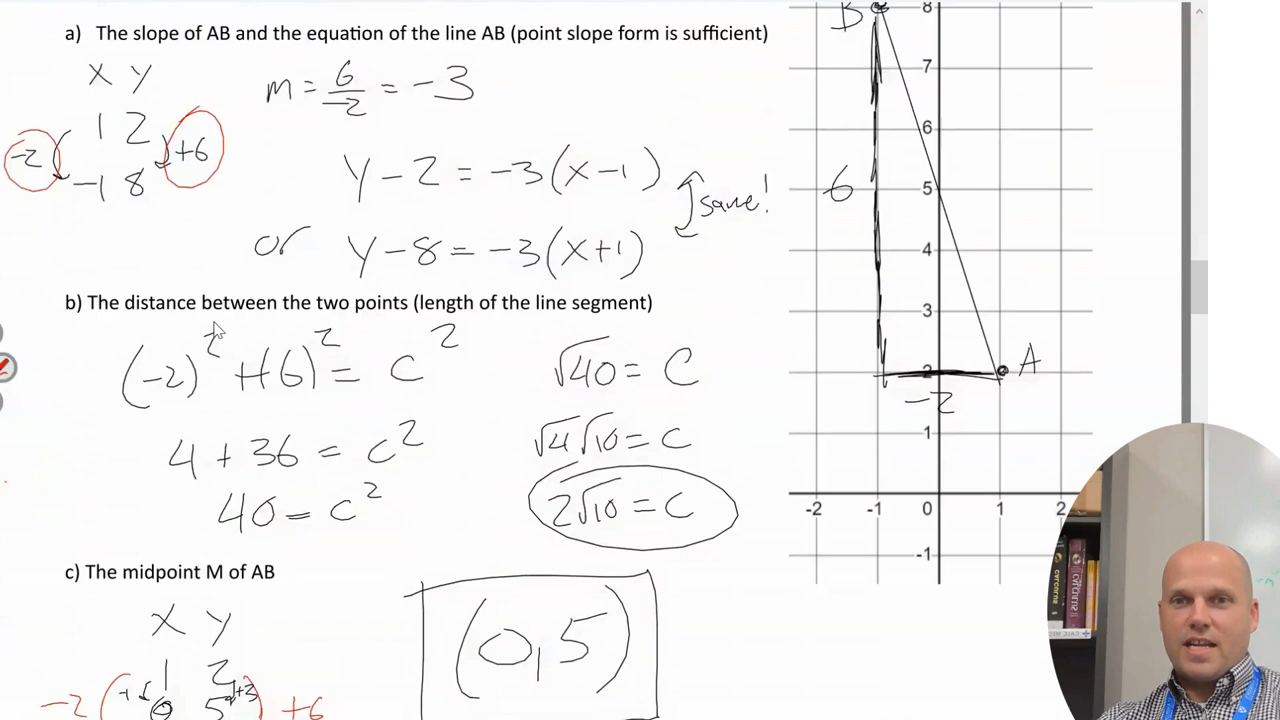 a) The slope of AB and the equation of the line AB (point slope form is sufficient)
x y
1 2
-1 8
-2
+6
m = 6/-2 = -3
y - 2 = -3(x - 1)
or y - 8 = -3(x + 1)
same!
b) The distance between the two points (length of the line segment)
(-2)² + (6)² = c²
4 + 36 = c²
40 = c²
√40 = c
√4√10 = c
2√10 = c
c) The midpoint M of AB
x y
1 2
-1 +3
0 5
-2 +6
(0, 5)
B
8
7
6
5
4
3
2
1
-1
6
A
-2
-2 -1 0 1 2
CALCULUS